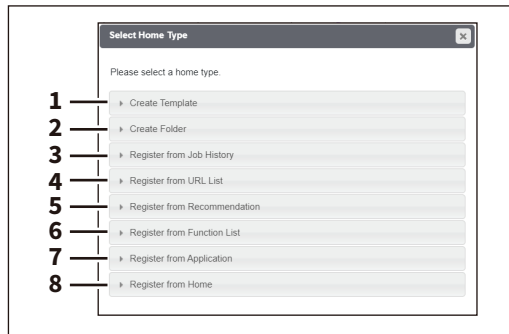 Select Home Type
Please select a home type.
1 Create Template
2 Create Folder
3 Register from Job History
4 Register from URL List
5 Register from Recommendation
6 Register from Function List
7 Register from Application
8 Register from Home